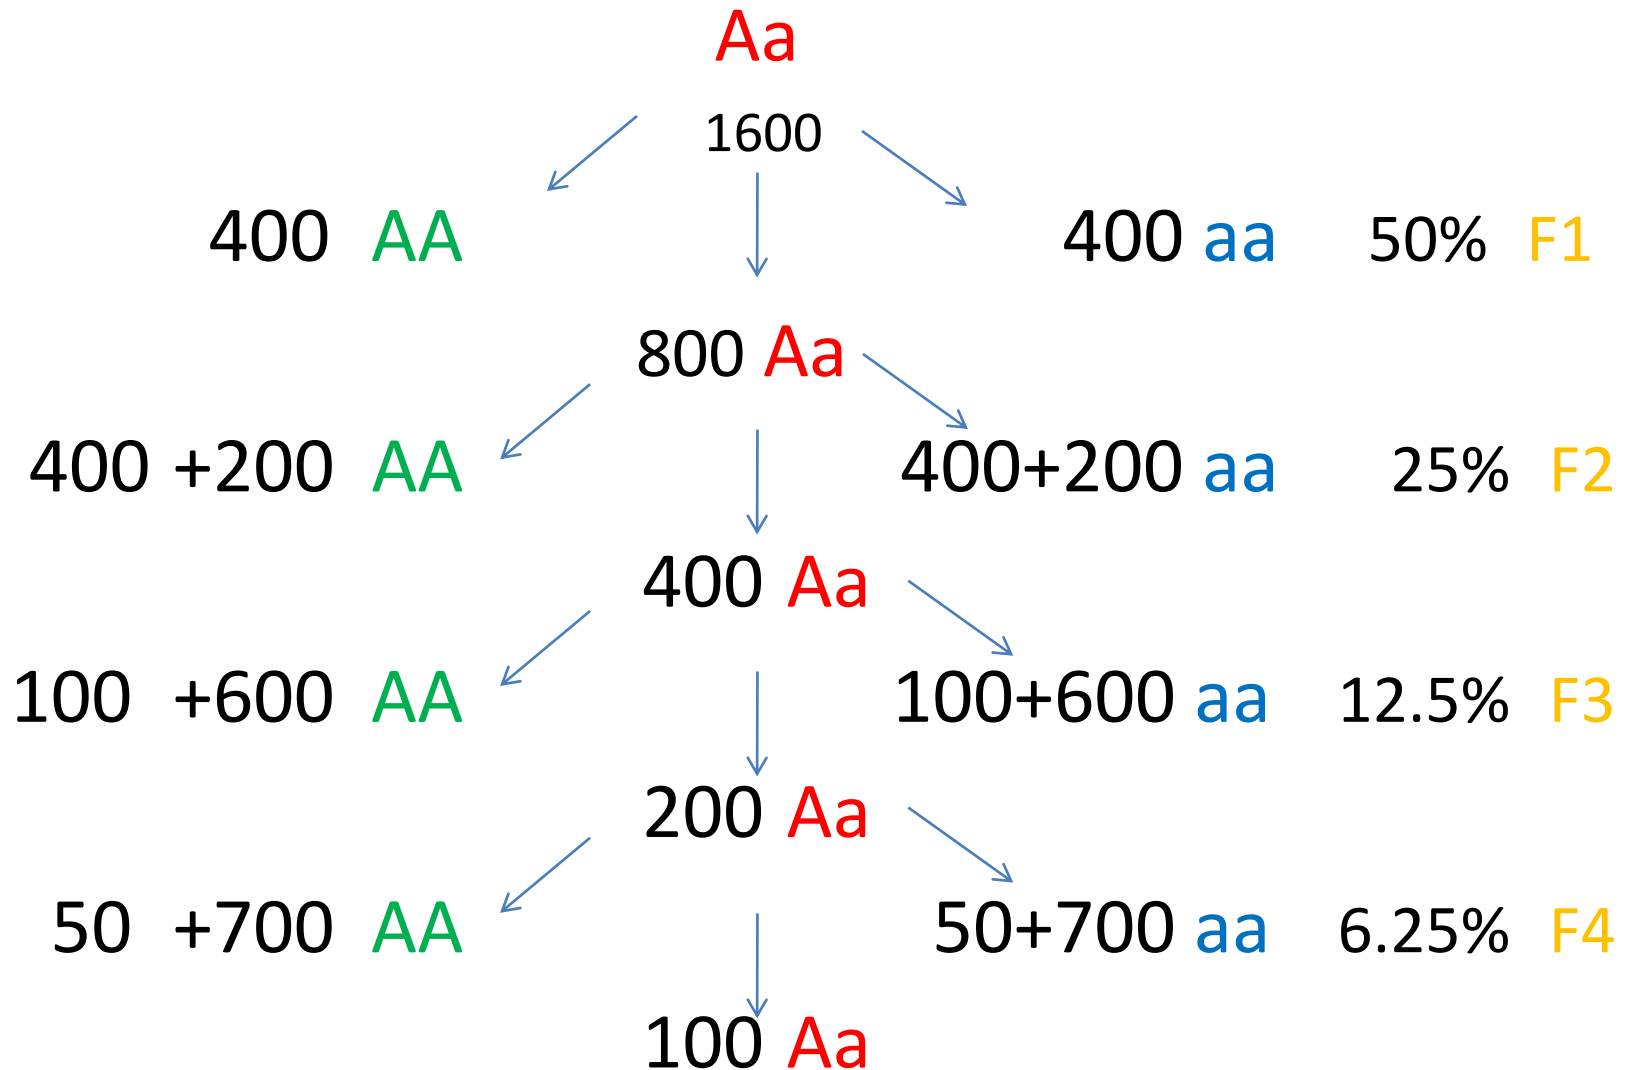 Aa
1600
400 AA 400 aa 50% F1
800 Aa
400 +200 AA 400+200 aa 25% F2
400 Aa
100 +600 AA 100+600 aa 12.5% F3
200 Aa
50 +700 AA 50+700 aa 6.25% F4
100 Aa